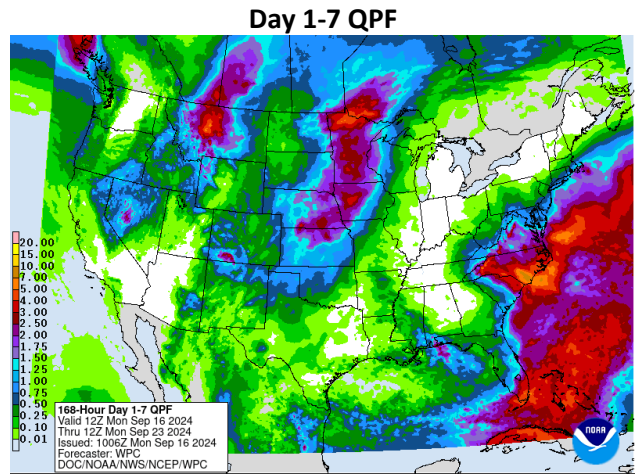 Day 1-7 QPF
20.00
15.00
10.00
7.00
5.00
4.00
3.00
2.50
2.00
1.75
1.50
1.25
1.00
0.75
0.50
0.25
0.10
0.01
168-Hour Day 1-7 QPF
Valid 12Z Mon Sep 16 2024
Thru 12Z Mon Sep 23 2024
Issued: 1006Z Mon Sep 16 2024
Forecaster: WPC
DOC/NOAA/NWS/NCEP/WPC
NOAA